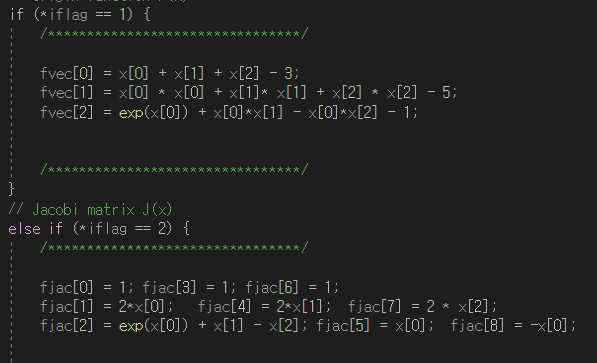 if (*iflag == 1) {
/********************************/
fvec[0] = x[0] + x[1] + x[2] - 3;
fvec[1] = x[0] * x[0] + x[1]* x[1] + x[2] * x[2] - 5;
fvec[2] = exp(x[0]) + x[0]*x[1] - x[0]*x[2] - 1;
/********************************/
}
// Jacobi matrix J(x)
else if (*iflag == 2) {
/********************************/
fjac[0] = 1; fjac[3] = 1; fjac[6] = 1;
fjac[1] = 2*x[0];   fjac[4] = 2*x[1];  fjac[7] = 2 * x[2];
fjac[2] = exp(x[0]) + x[1] - x[2]; fjac[5] = x[0];  fjac[8] = -x[0];